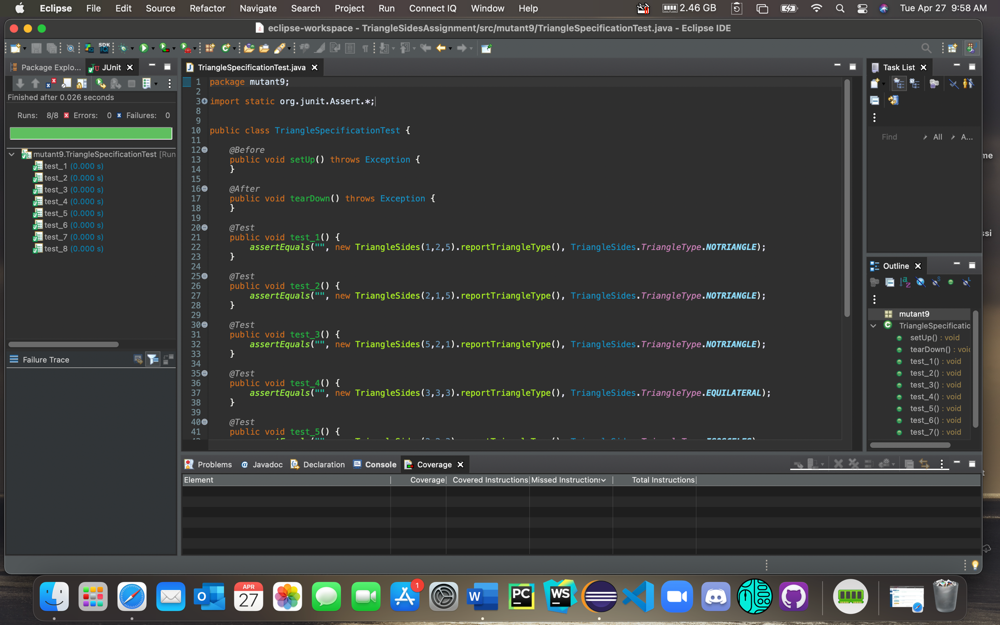 Eclipse File Edit Source Refactor Navigate Search Project Run Connect IQ Window Help 2.46 GB Tue Apr 27 9:58 AM
eclipse-workspace - TriangleSidesAssignment/src/mutant9/TriangleSpecificationTest.java - Eclipse IDE
SDK
Package Explo... JUnit
Finished after 0.026 seconds
Runs: 8/8 Errors: 0 Failures: 0
mutant9.TriangleSpecificationTest [Run
test_1 (0.000 s)
test_2 (0.000 s)
test_3 (0.000 s)
test_4 (0.000 s)
test_5 (0.000 s)
test_6 (0.000 s)
test_7 (0.000 s)
test_8 (0.000 s)
Failure Trace
TriangleSpecificationTest.java
1 package mutant9;
2
3 import static org.junit.Assert.*;
8
9
10 public class TriangleSpecificationTest {
11
12 @Before
13 public void setUp() throws Exception {
14 }
15
16 @After
17 public void tearDown() throws Exception {
18 }
19
20 @Test
21 public void test_1() {
22 assertEquals("", new TriangleSides(1,2,5).reportTriangleType(), TriangleSides.TriangleType.NOTRIANGLE);
23 }
24
25 @Test
26 public void test_2() {
27 assertEquals("", new TriangleSides(2,1,5).reportTriangleType(), TriangleSides.TriangleType.NOTRIANGLE);
28 }
29
30 @Test
31 public void test_3() {
32 assertEquals("", new TriangleSides(5,2,1).reportTriangleType(), TriangleSides.TriangleType.NOTRIANGLE);
33 }
34
35 @Test
36 public void test_4() {
37 assertEquals("", new TriangleSides(3,3,3).reportTriangleType(), TriangleSides.TriangleType.EQUILATERAL);
38 }
39
40 @Test
41 public void test_5() {
Task List
Find All A...
Outline
mutant9
TriangleSpecificatio
setUp() : void
tearDown() : void
test_1() : void
test_2() : void
test_3() : void
test_4() : void
test_5() : void
test_6() : void
test_7() : void
Problems Javadoc Declaration Console Coverage
Element Coverage Covered Instructions Missed Instructions Total Instructions
APR
27
1
W
PC
WS